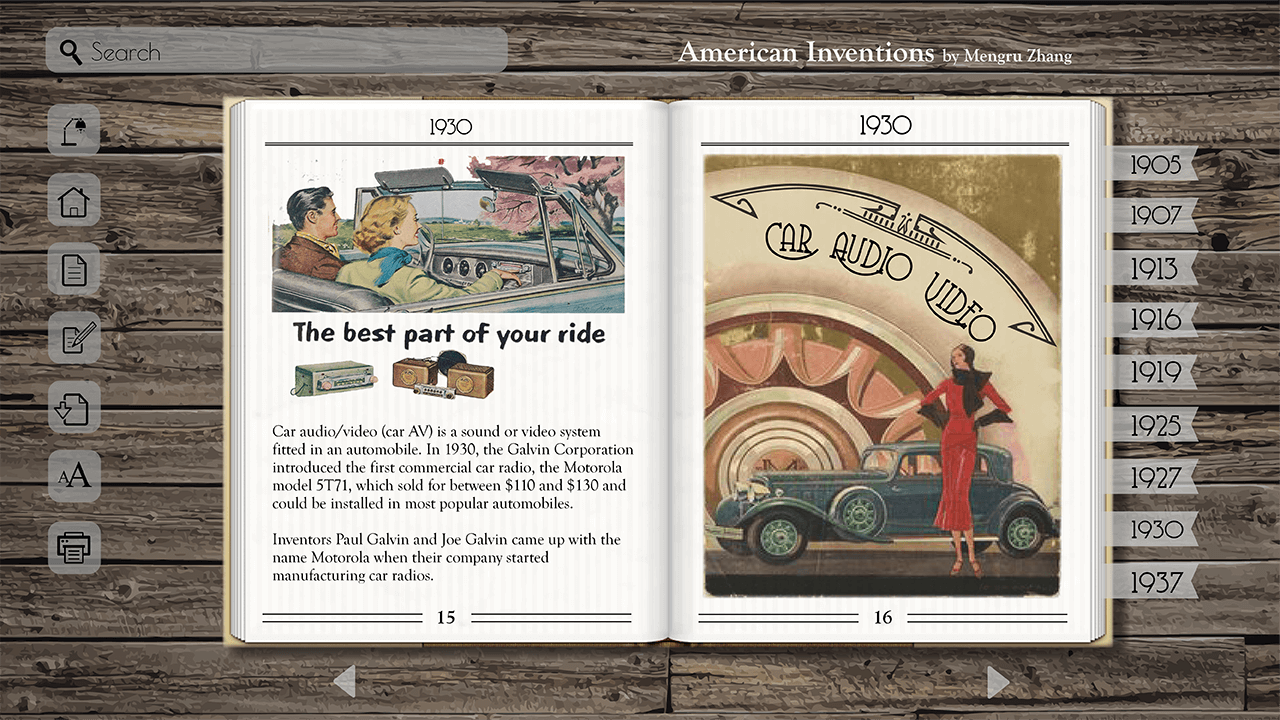 Search
American Inventions by Mengru Zhang
1930
The best part of your ride
Car audio/video (car AV) is a sound or video system
fitted in an automobile. In 1930, the Galvin Corporation
introduced the first commercial car radio, the Motorola
model 5T71, which sold for between $110 and $130 and
could be installed in most popular automobiles.
Inventors Paul Galvin and Joe Galvin came up with the
name Motorola when their company started
manufacturing car radios.
15
1930
CAR AUDIO VIDEO
16
1905
1907
1913
1916
1919
1925
1927
1930
1937
AA